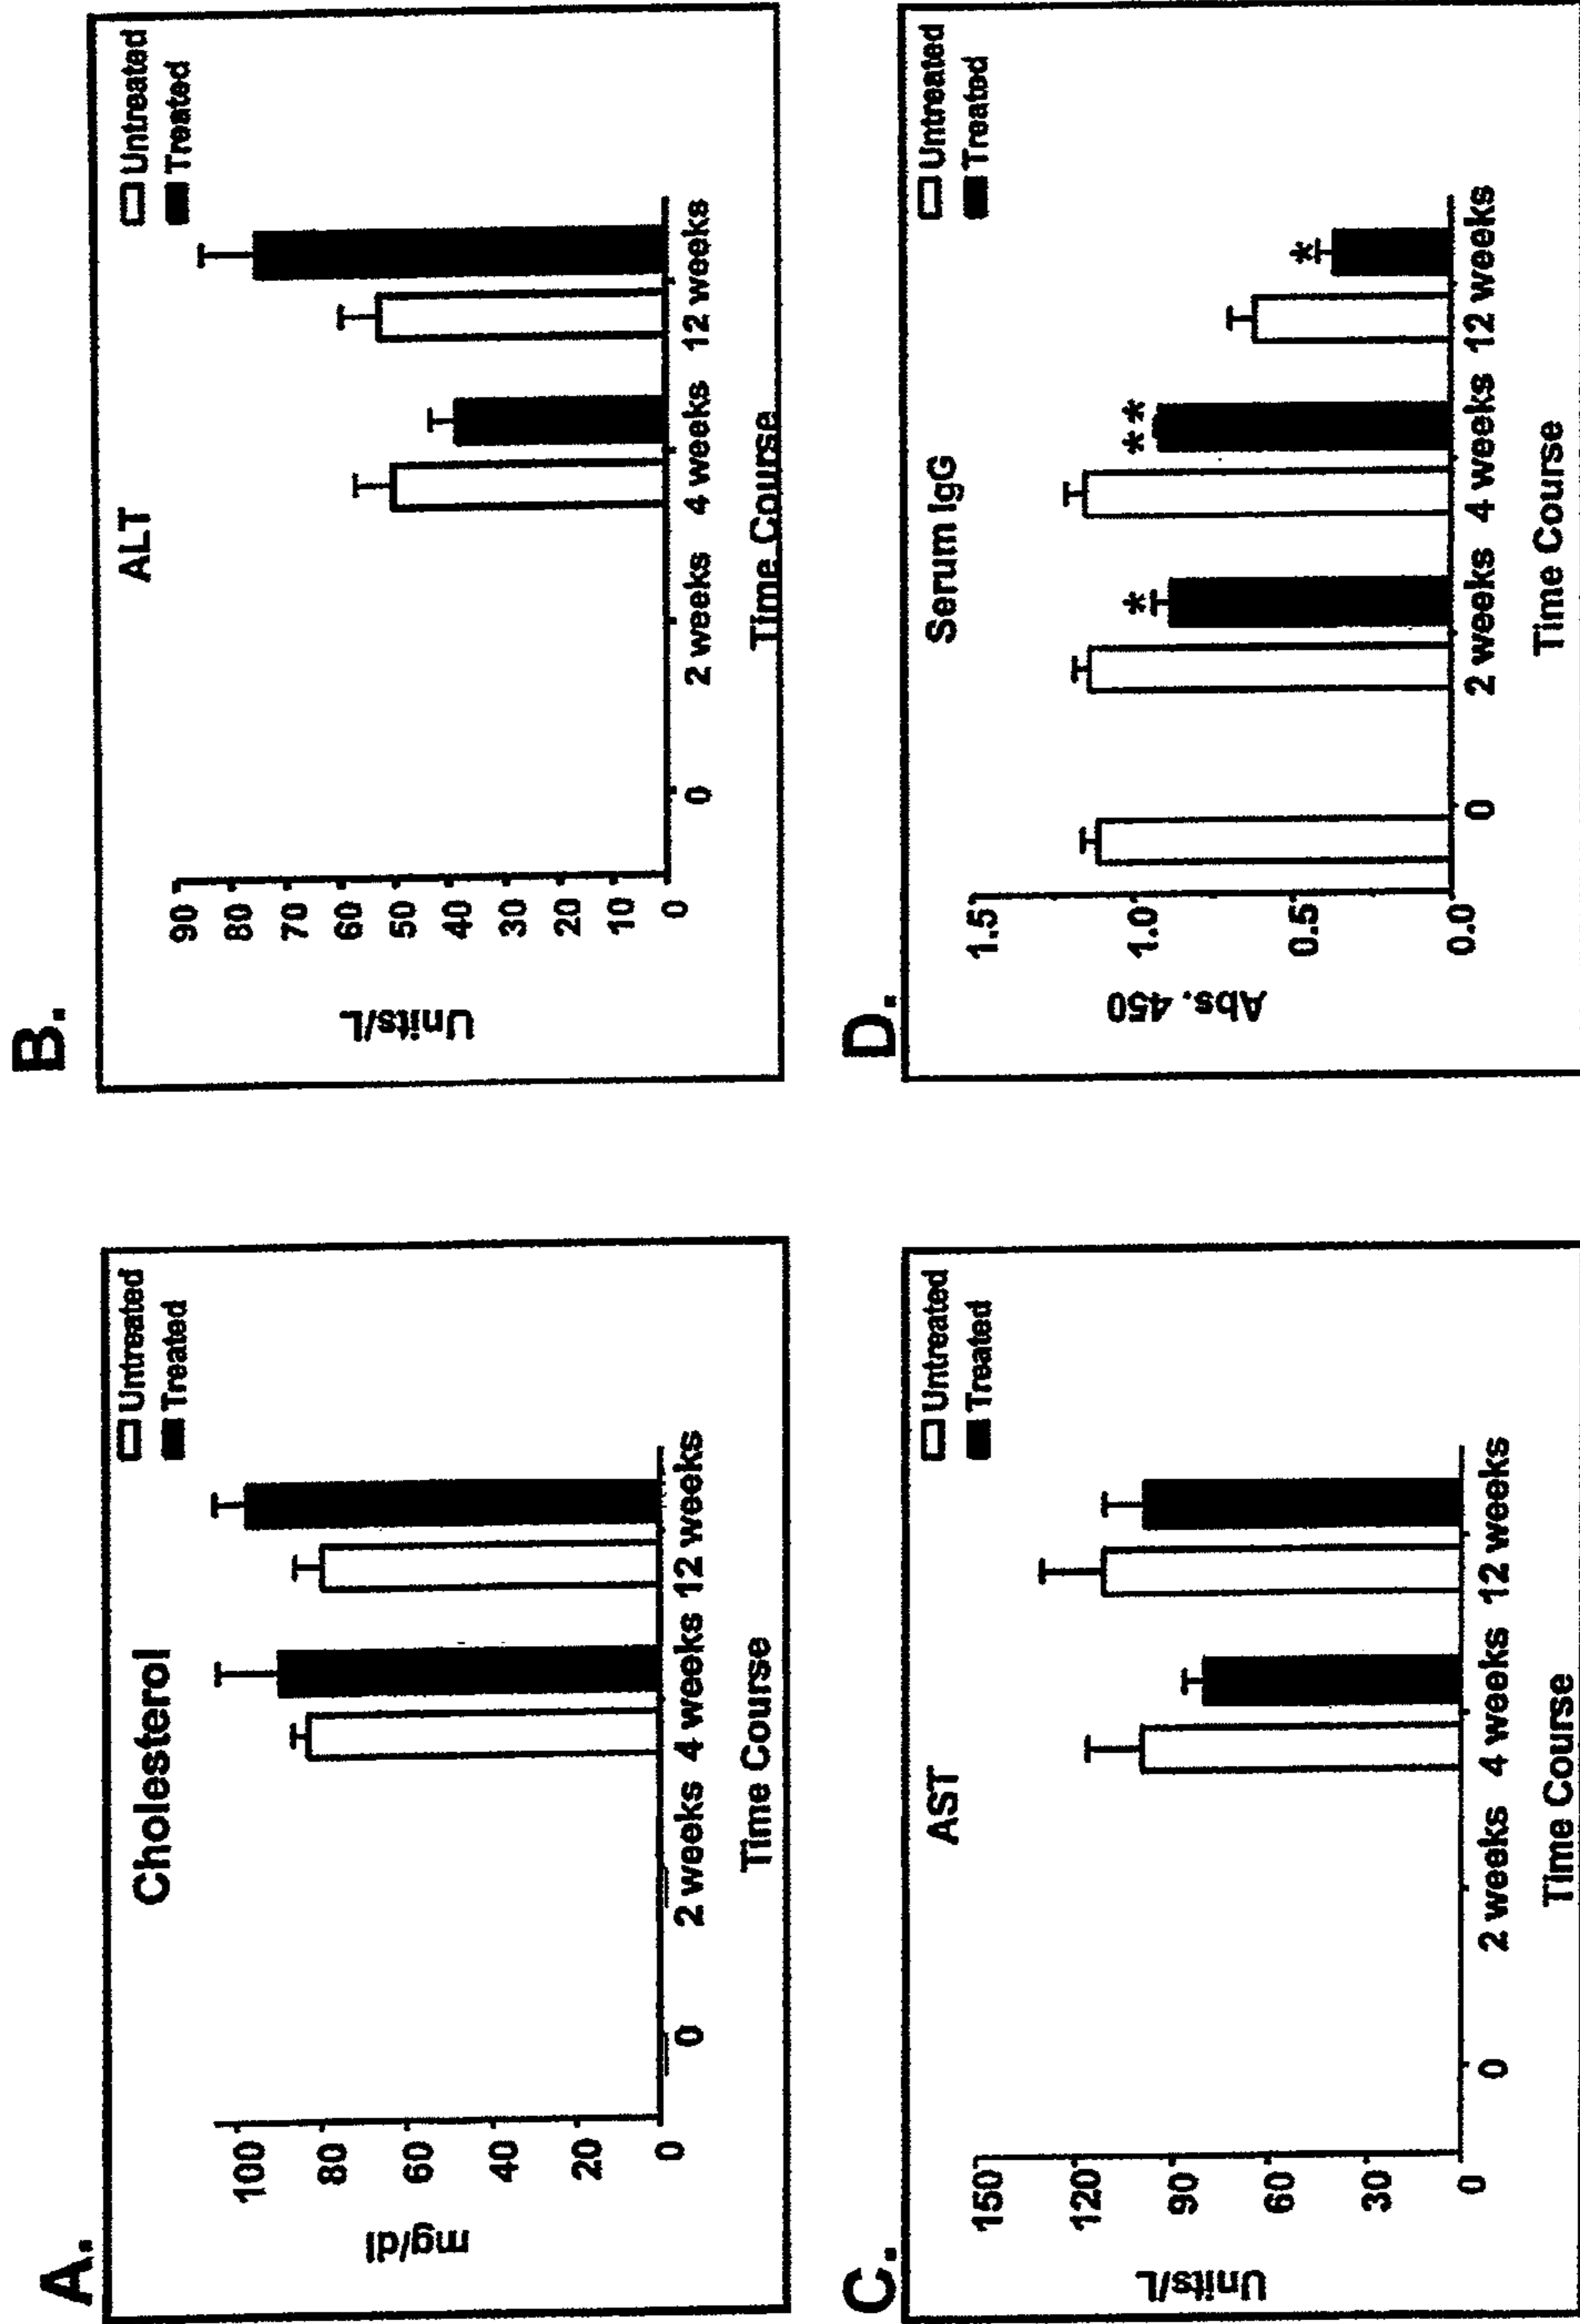 A.
Cholesterol
Untreated
Treated
mg/dl
100
80
60
40
20
0
0 2 weeks 4 weeks 12 weeks
Time Course
B.
ALT
Untreated
Treated
Units/L
90
80
70
60
50
40
30
20
10
0
0 2 weeks 4 weeks 12 weeks
Time Course
C.
AST
Untreated
Treated
Units/L
150
120
90
60
30
0
0 2 weeks 4 weeks 12 weeks
Time Course
D.
Serum IgG
Untreated
Treated
Abs. 450
1.5
1.0
0.5
0.0
* ** *
0 2 weeks 4 weeks 12 weeks
Time Course